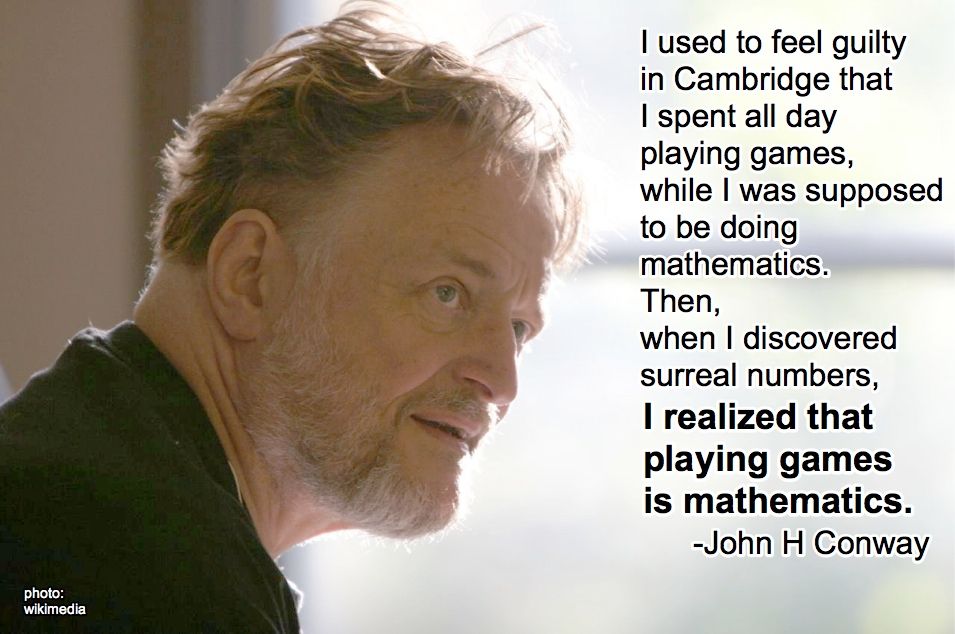 I used to feel guilty
in Cambridge that
I spent all day
playing games,
while I was supposed
to be doing
mathematics.
Then,
when I discovered
surreal numbers,
I realized that
playing games
is mathematics.
-John H Conway
photo:
wikimedia